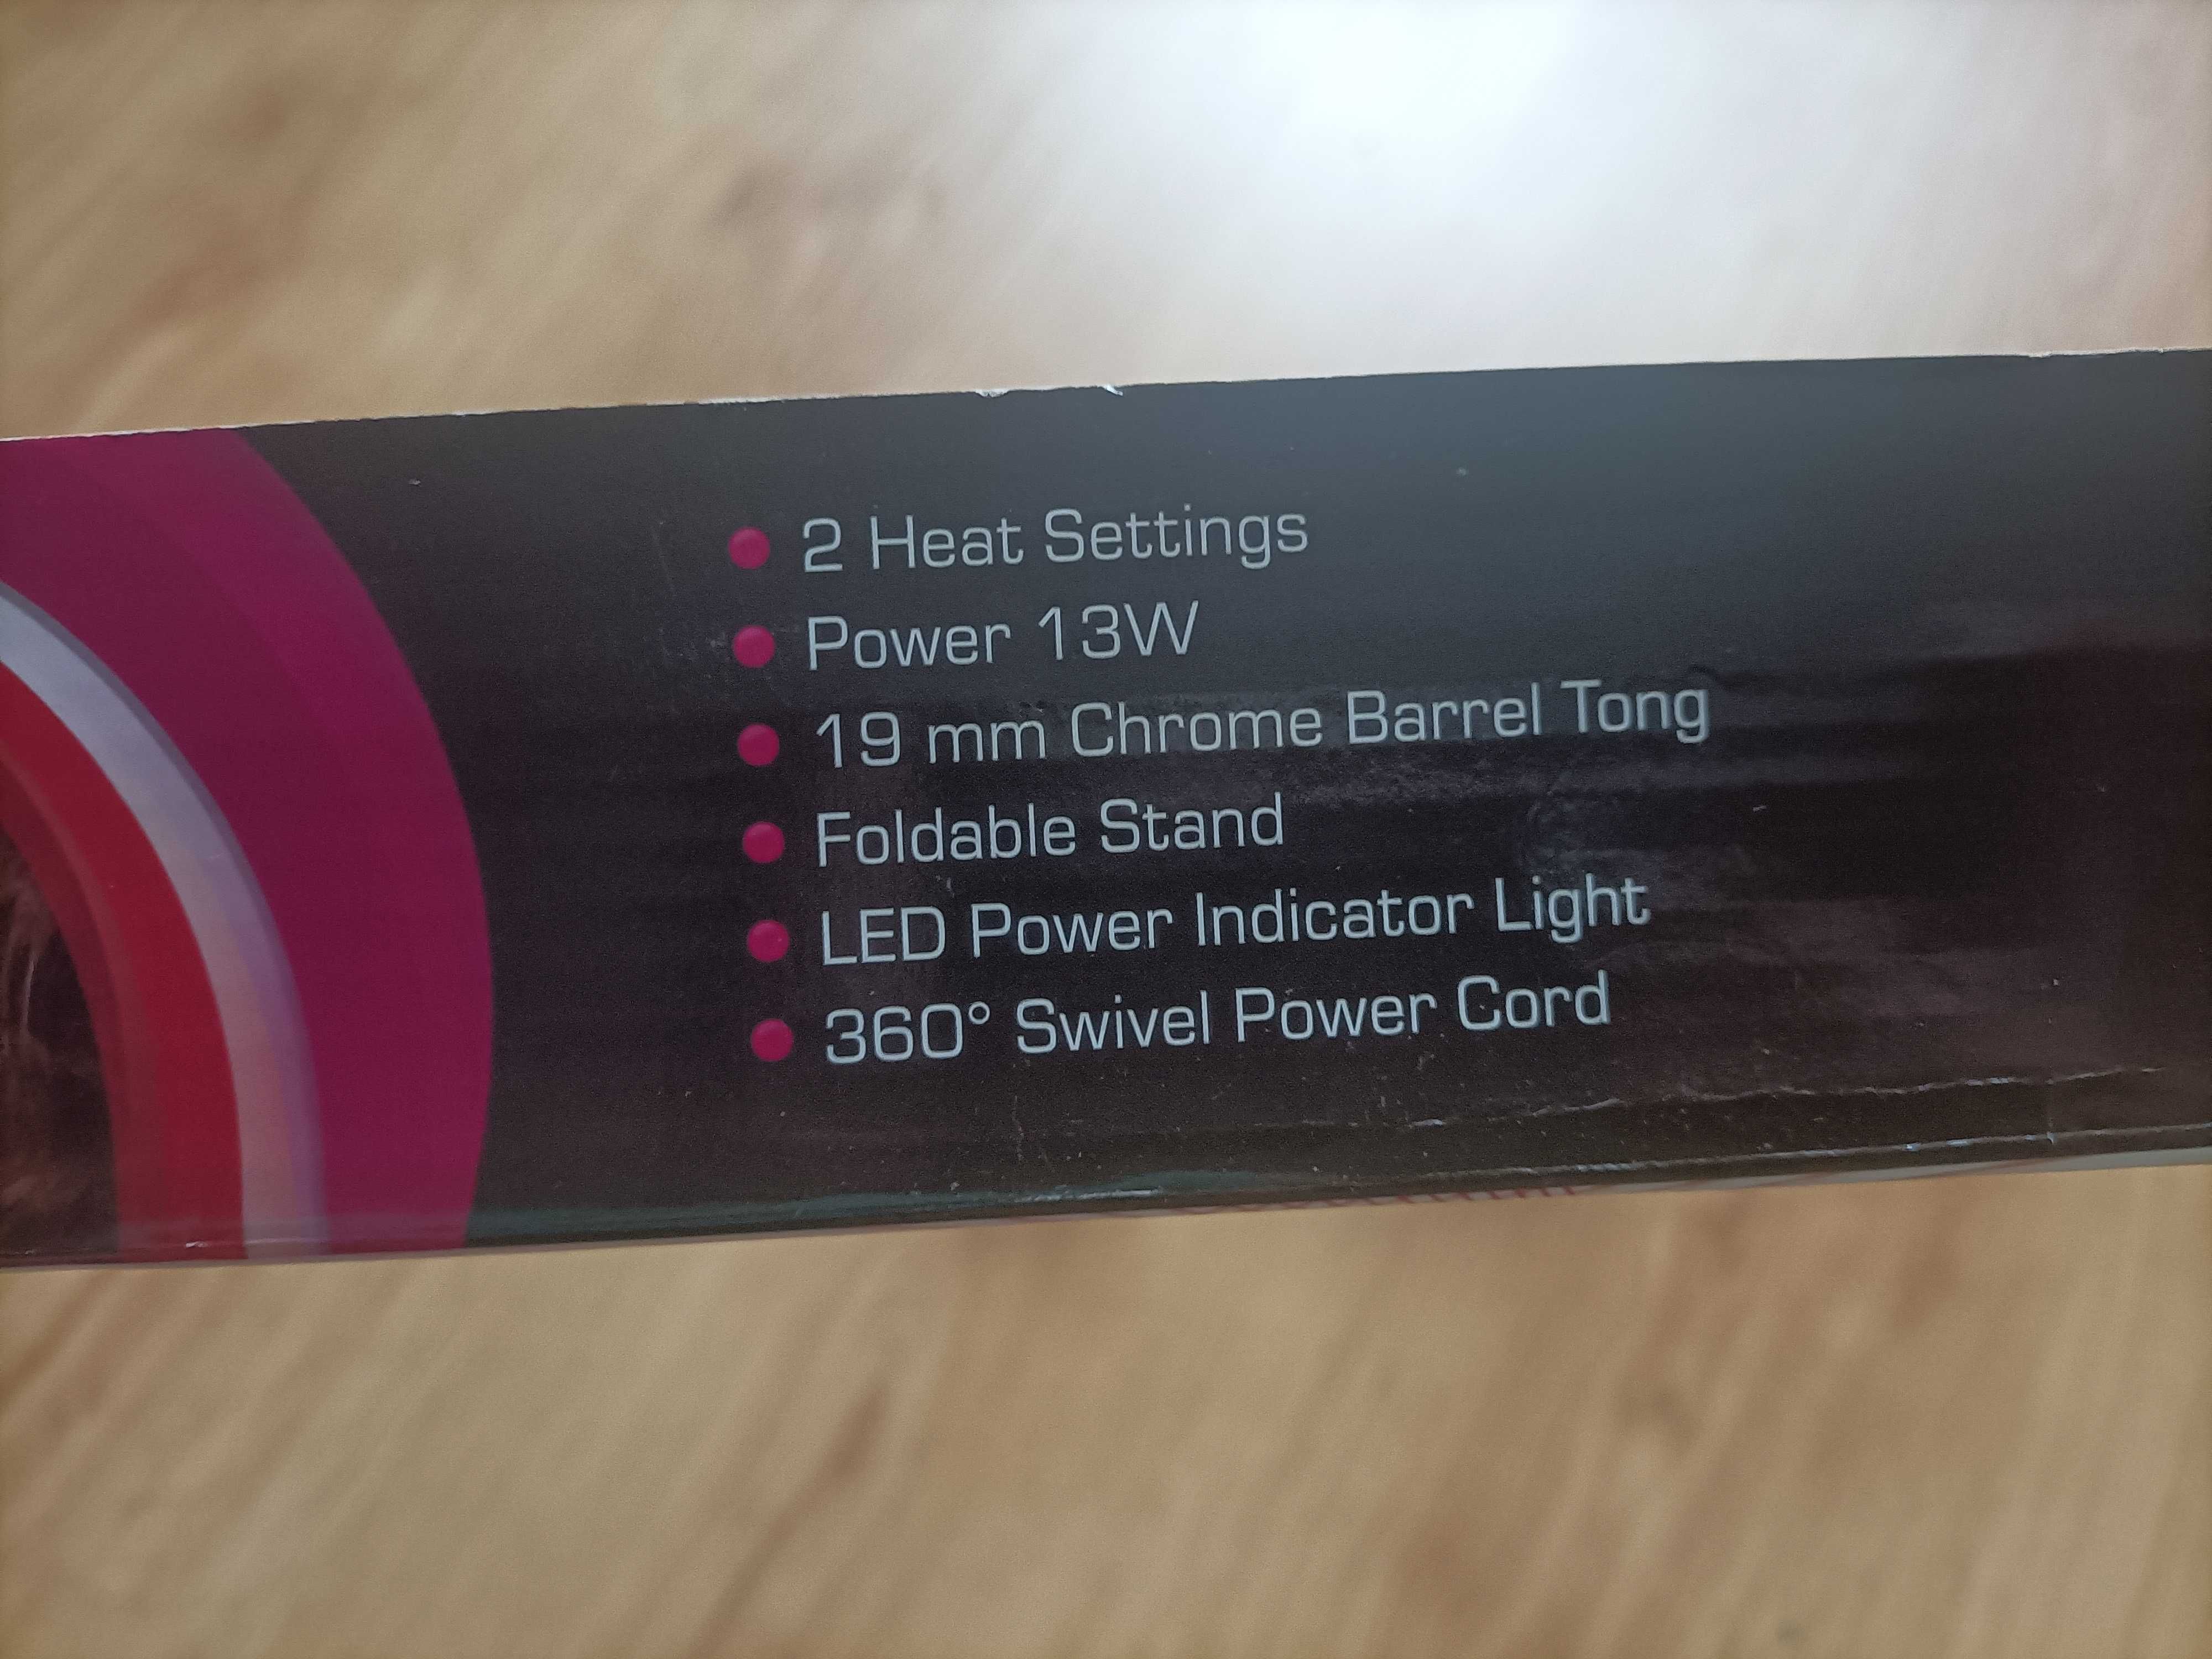 2 Heat Settings
Power 13W
19 mm Chrome Barrel Tong
Foldable Stand
LED Power Indicator Light
360° Swivel Power Cord